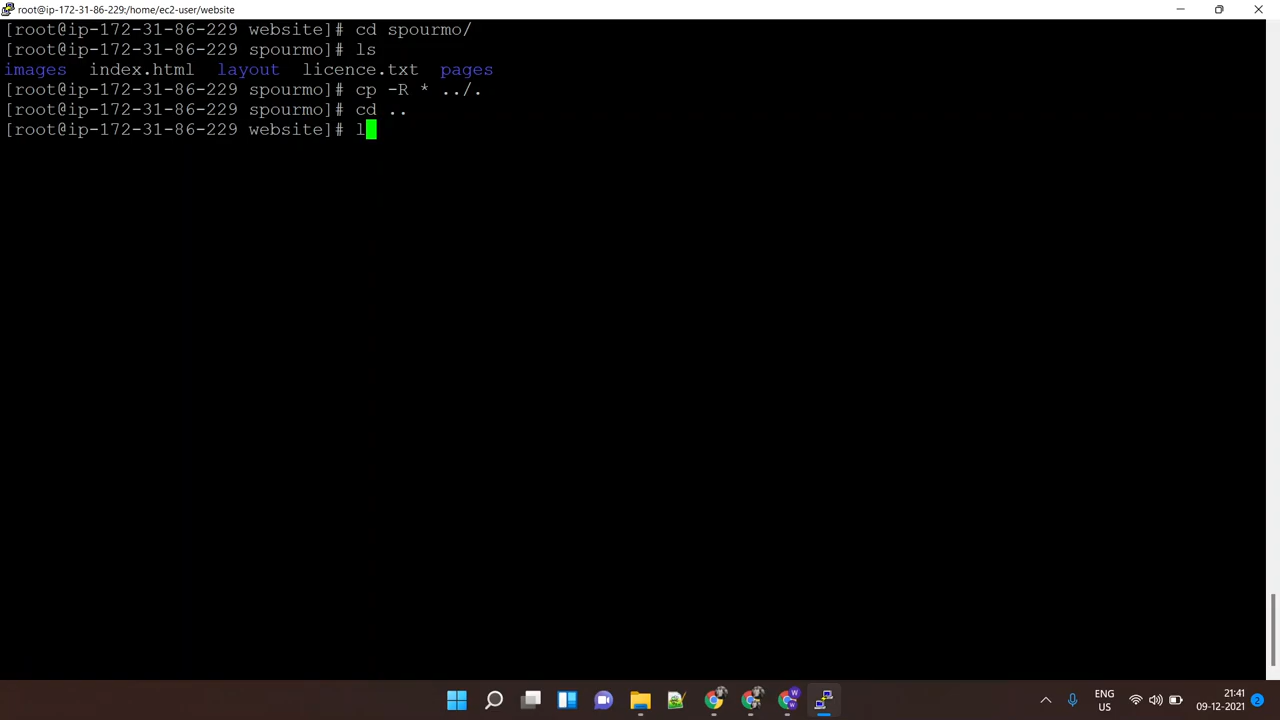 root@ip-172-31-86-229:/home/ec2-user/website
[root@ip-172-31-86-229 website]# cd spourmo/
[root@ip-172-31-86-229 spourmo]# ls
images  index.html  layout  licence.txt  pages
[root@ip-172-31-86-229 spourmo]# cp -R * ../.
[root@ip-172-31-86-229 spourmo]# cd ..
[root@ip-172-31-86-229 website]# l
ENG
US
21:41
09-12-2021
2